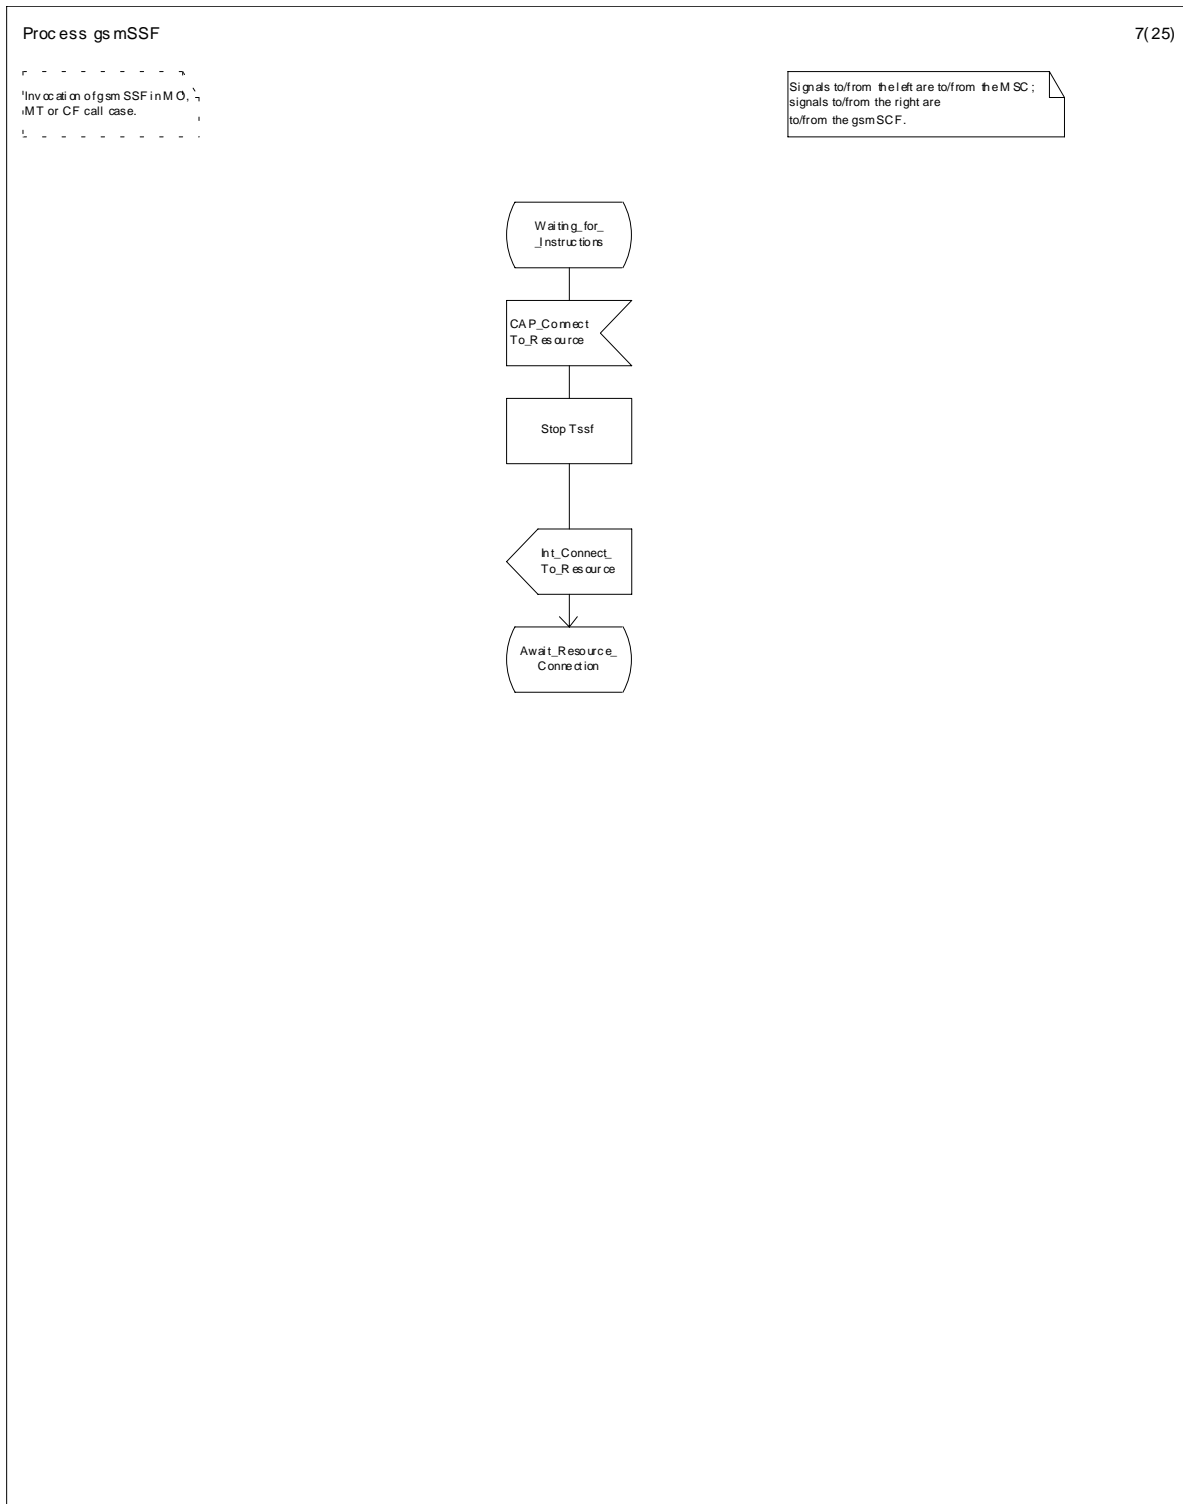 Process gsmSSF
7(25)
Invocation of gsmSSF in MO,
MT or CF call case.
Signals to/from the left are to/from the MSC;
signals to/from the right are
to/from the gsmSCF.
Waiting_for_
_Instructions
CAP_Connect
To_Resource
Stop Tssf
Int_Connect_
To_Resource
Await_Resource_
Connection